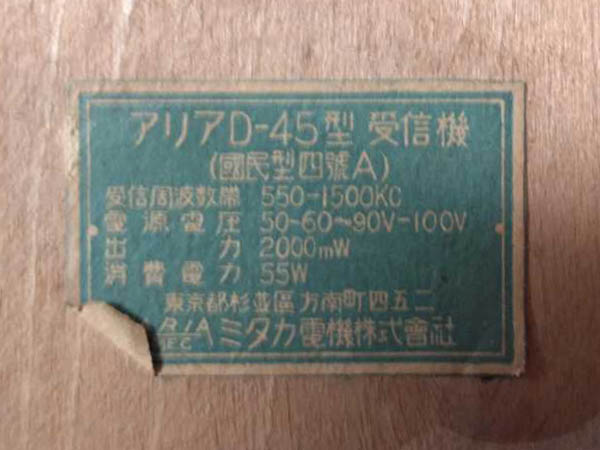 アリアD-45型 受信機
(國民型四號A)
受信周波数帯 550-1500KC
電源電圧 50-60~90V-100V
出力 2000mW
消費電力 55W
東京都杉並區方南町四五二
ミタカ電機株式會社